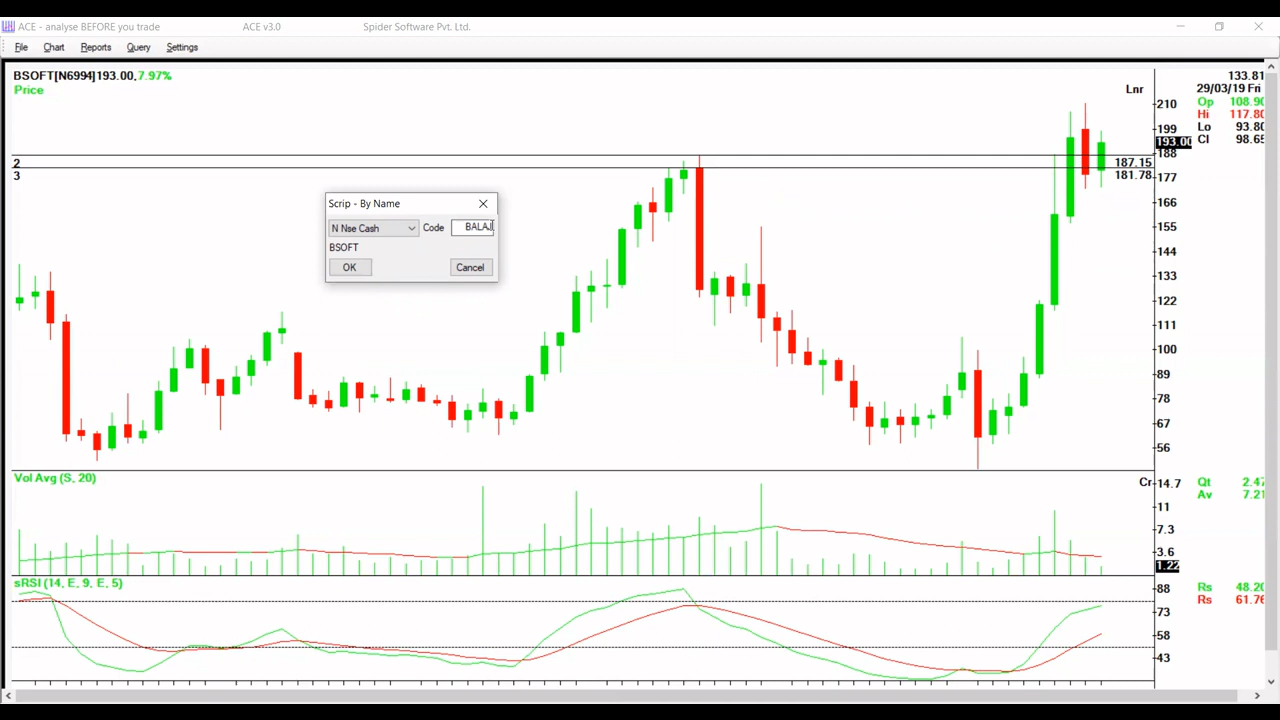 ACE - analyse BEFORE you trade ACE v3.0 Spider Software Pvt. Ltd.
File Chart Reports Query Settings
BSOFT[N6994]193.00,7.97%
Price
Lnr
133.81
29/03/19 Fri
Op 108.90
Hi 117.80
Lo 93.80
Cl 98.65
210
199
193.00
188
187.15
181.78
177
166
155
144
133
122
111
100
89
78
67
56
2
3
Scrip - By Name
N Nse Cash Code BALAJI
BSOFT
OK Cancel
Vol Avg (S, 20)
Cr 14.7
11
7.3
3.6
1.22
Qt 2.47
Av 7.21
sRSI (14, E, 9, E, 5)
88
73
58
43
Rs 48.20
Rs 61.76